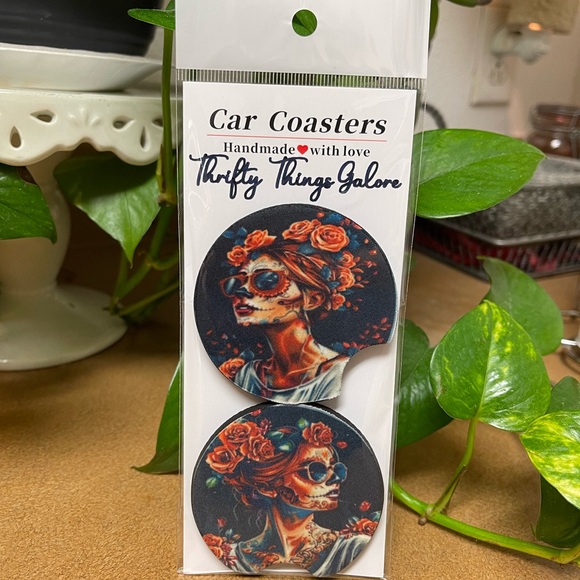 Car Coasters
Handmade❤with love
Thrifty Things Galore